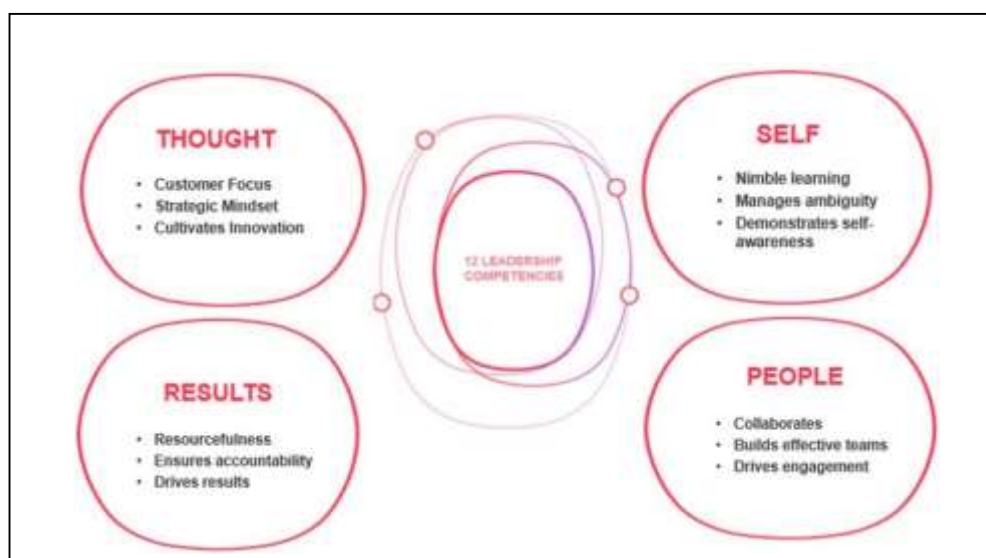 THOUGHT
• Customer Focus
• Strategic Mindset
• Cultivates Innovation
SELF
• Nimble learning
• Manages ambiguity
• Demonstrates self-
awareness
12 LEADERSHIP
COMPETENCIES
RESULTS
• Resourcefulness
• Ensures accountability
• Drives results
PEOPLE
• Collaborates
• Builds effective teams
• Drives engagement